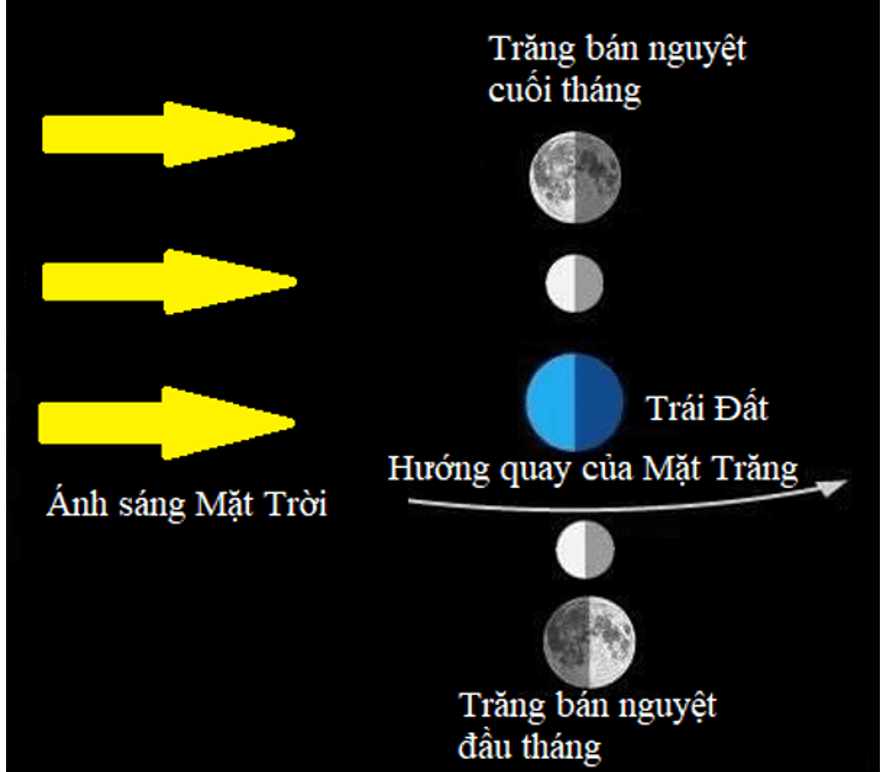 Trăng bán nguyệt
cuối tháng
Trái Đất
Hướng quay của Mặt Trăng
Ánh sáng Mặt Trời
Trăng bán nguyệt
đầu tháng